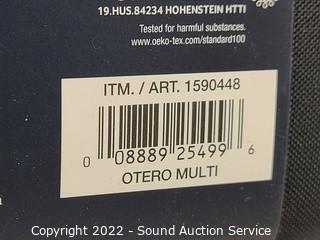 19.HUS.84234 HOHENSTEIN HTTI
Tested for harmful substances.
www.oeko-tex.com/standard100
ITM. / ART. 1590448
0 08889 25499 6
OTERO MULTI
Copyright 2022 - Sound Auction Service